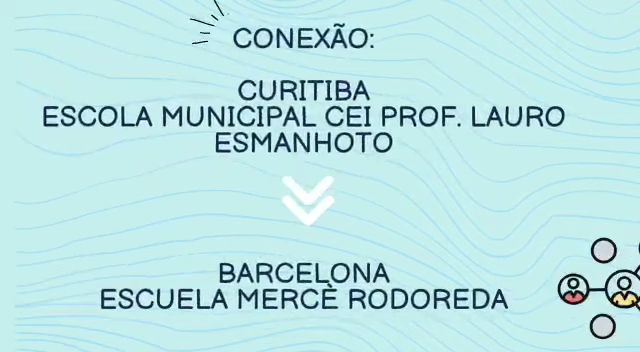 CONEXÃO:
CURITIBA
ESCOLA MUNICIPAL CEI PROF. LAURO
ESMANHOTO
BARCELONA
ESCUELA MERCÈ RODOREDA